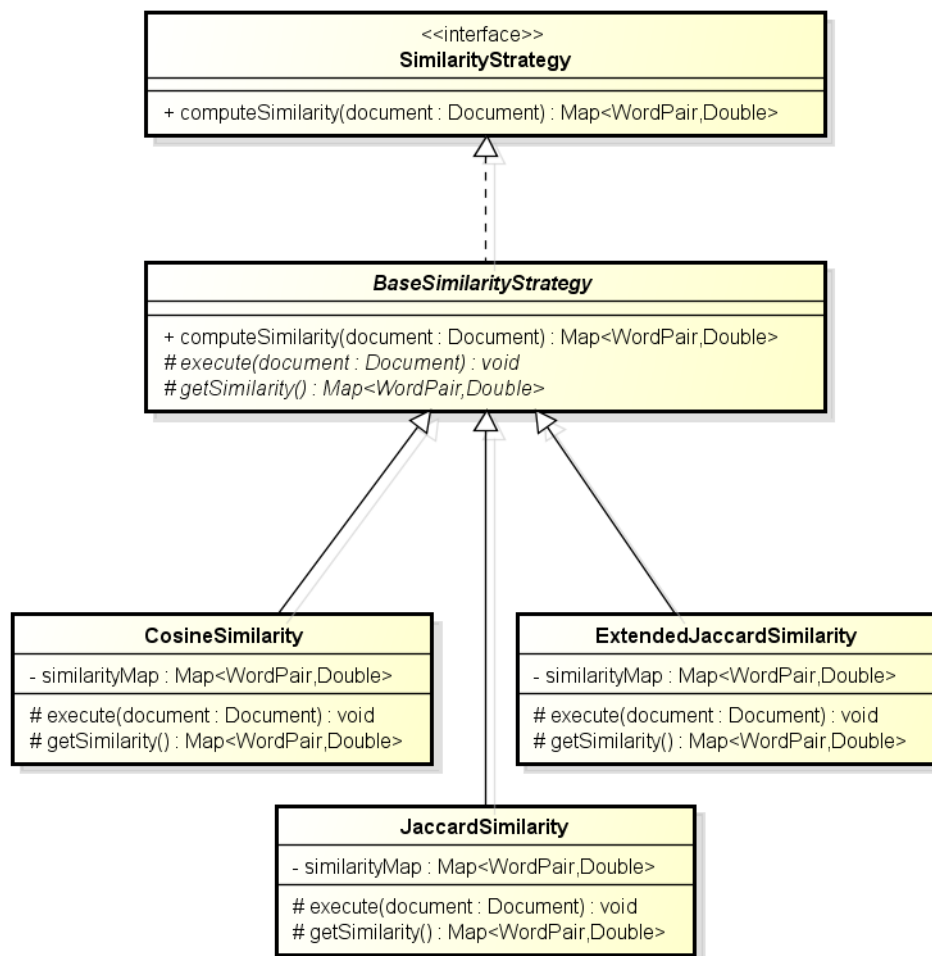 <<interface>>
SimilarityStrategy
+ computeSimilarity(document : Document) : Map<WordPair,Double>
BaseSimilarityStrategy
+ computeSimilarity(document : Document) : Map<WordPair,Double>
# execute(document : Document) : void
# getSimilarity() : Map<WordPair,Double>
CosineSimilarity
- similarityMap : Map<WordPair,Double>
# execute(document : Document) : void
# getSimilarity() : Map<WordPair,Double>
ExtendedJaccardSimilarity
- similarityMap : Map<WordPair,Double>
# execute(document : Document) : void
# getSimilarity() : Map<WordPair,Double>
JaccardSimilarity
- similarityMap : Map<WordPair,Double>
# execute(document : Document) : void
# getSimilarity() : Map<WordPair,Double>